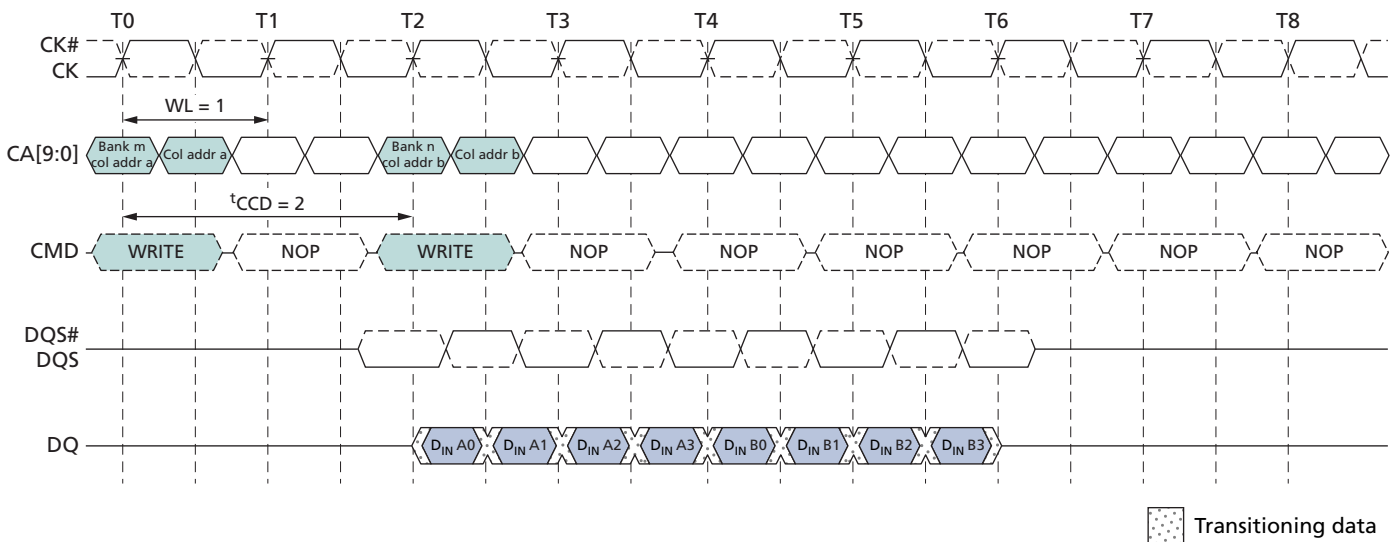 T0 T1 T2 T3 T4 T5 T6 T7 T8
CK#
CK
WL = 1
CA[9:0]
Bank m
col addr a
Col addr a
Bank n
col addr b
Col addr b
tCCD = 2
CMD WRITE NOP WRITE NOP NOP NOP NOP NOP NOP
DQS#
DQS
DQ DIN A0 DIN A1 DIN A2 DIN A3 DIN B0 DIN B1 DIN B2 DIN B3
Transitioning data